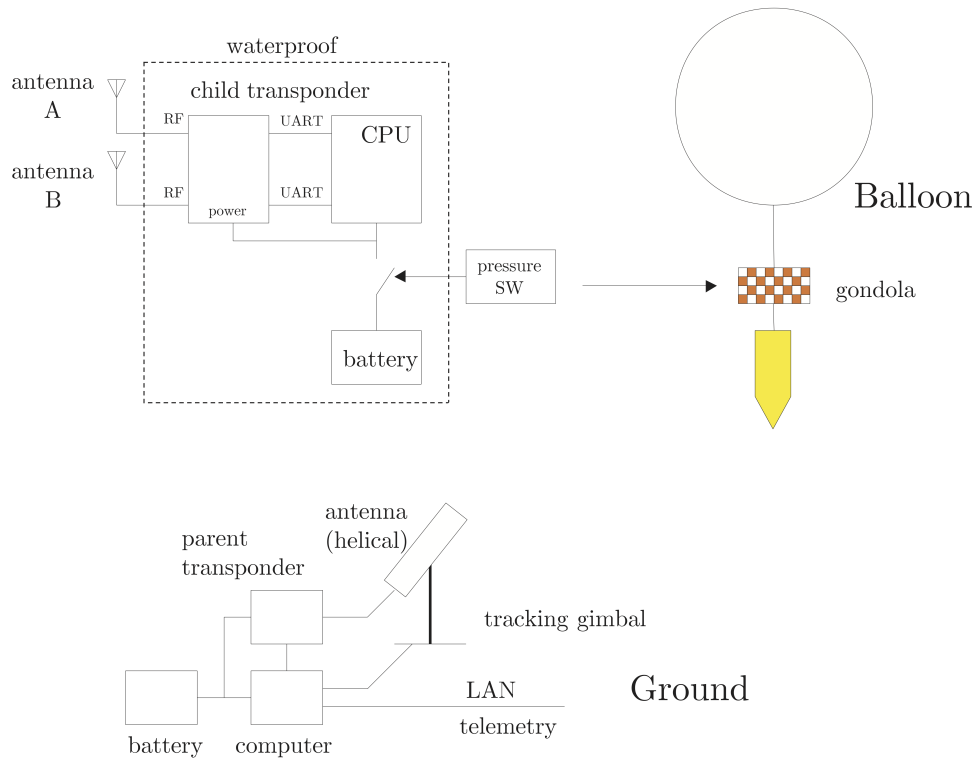 waterproof
antenna
A
child transponder
RF
UART
CPU
antenna
B
RF
UART
power
pressure
SW
battery
Balloon
gondola
antenna
(helical)
parent
transponder
tracking gimbal
LAN
telemetry
Ground
battery
computer